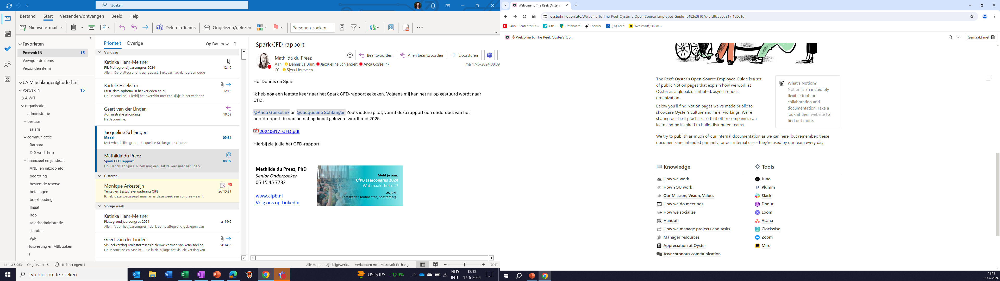 Zoeken
Bestand Start Verzenden/ontvangen Beeld Help
Nieuwe e-mail Delen in Teams Ongelezen/gelezen Personen zoeken
Favorieten
Postvak IN 15
Verwijderde items
Verzonden items
J.A.M.Schlangen@tudelft.nl
Postvak IN 15
A WiT
organisatie
administratie
bestuur
salaris
communicatie
Barbara
DIG workshop
financieel en juridisch
ANBI en inkoop etc
begroting
bestemde reserve
betalingen
boekhouding
Ilnaat
Rob
salarisadministratie
statuten
VpB
Huisvesting en MBE zaken
IT
Prioriteit Overige Op Datum
Vandaag
Katinka Ham-Meisner
RE: Plattegrond jaarcongres 2024 12:49
Allen, De plattegrond is aangepast. Blijkbaar had ik nog een oude
Bartele Hoekstra
CfPB, data-opbouw in het verleden en nu 12:12
Hoi Jacqueline, Hierbij het overzicht met een kijkje in het verleden
Geert van der Linden
Administratie afronding 10:09
Ha Jacqueline,
Jacqueline Schlangen
Model 09:34
Met vriendelijke groet, Jacqueline Schlangen <einde>
Mathilda du Preez @
Spark CFD rapport 08:09
Hoi Dennis en Sjors Ik heb nog een laatste keer naar het Spark
Gisteren
Monique Arkesteijn
Tentative: Bestuursvergadering CfPB zo 15:31
Ik heb deze toegezegd maar er is deze week een congres waar ik
Vorige week
Katinka Ham-Meisner
Plattegrond jaarcongres 2024 vr 14-6
Allen, Voor het jaarcongres heb ik een plattegrond gekregen van
Geert van der Linden
Visueel verslag Brainstormsessie nieuwe vormen van kennisdeling vr 14-6
Ha Jacqueline en Maaike, Zie in de bijlage het visuele verslag van
Spark CFD rapport
Mathilda du Preez
Beantwoorden Allen beantwoorden Doorsturen
Aan Dennis La Brijn; Jacqueline Schlangen; Anca Gosselink ma 17-6-2024 08:09
CC Sjors Houtveen
Hoi Dennis en Sjors
Ik heb nog een laatste keer naar het Spark CFD-rapport gekeken. Volgens mij kan het nu op gestuurd wordt naar
CFD.
@Anca Gosselink en @Jacqueline Schlangen Zoals iedere pilot, vormt deze rapport een onderdeel van het
hoofdrapport de aan belastingdienst geleverd wordt mid 2025.
20240617_CFD.pdf
Hierbij zie jullie het CFD-rapport.
Mathilda du Preez, PhD
Senior Onderzoeker
06 15 45 7782
www.cfpb.nl
Volg ons op LinkedIn
Meld je aan:
CfPB Jaarcongres 2024
Wat maakt het uit?
25 juni
Kontakt der Kontinenten, Soesterberg
Items: 5.053 Ongelezen: 15 Herinneringen: 1 Alle mappen zijn bijgewerkt. Verbonden met: Microsoft Exchange 100%
Typ hier om te zoeken USD/JPY +0,29% NLD 13:13
INTL 17-6-2024
Welcome to The Reef: Oyster's
oysterhr.notion.site/Welcome-to-The-Reef-Oyster-s-Open-Source-Employee-Guide-fc482e3f107c4afd8c85ed217f1d0c1d
1408 - Center for Pe... CfPB Dashboard EService (20) Feed Weekstart!, Online...
Welcome to The Reef: Oyster's Op... Gemaakt met
The Reef: Oyster's Open-Source Employee Guide is a set
of public Notion pages that explain how we work at
Oyster as a global, distributed, asynchronous
organization.
Below you'll find Notion pages we've made public to
showcase Oyster's culture and inner workings. We're
sharing our best practices so that other companies can
learn and be inspired to build distributed teams.
What's Notion?
Notion is an incredibly
flexible tool for
collaboration and
documentation. Take a
look at their website to
find out more.
We try to publish as much of our internal documentation as we can here, but remember: these
documents are intended primarily for our internal use – they're used by our team every day.
Knowledge
How we work
How YOU work
Our Mission, Vision, Values
How we do meetings
How we socialize
Handoff
How we manage projects and tasks
Manager resources
Appreciation at Oyster
Asynchronous communication
Tools
Juno
Plumm
Slack
Donut
Loom
Asana
Clockwise
Zoom
Miro
13:13
17-6-2024